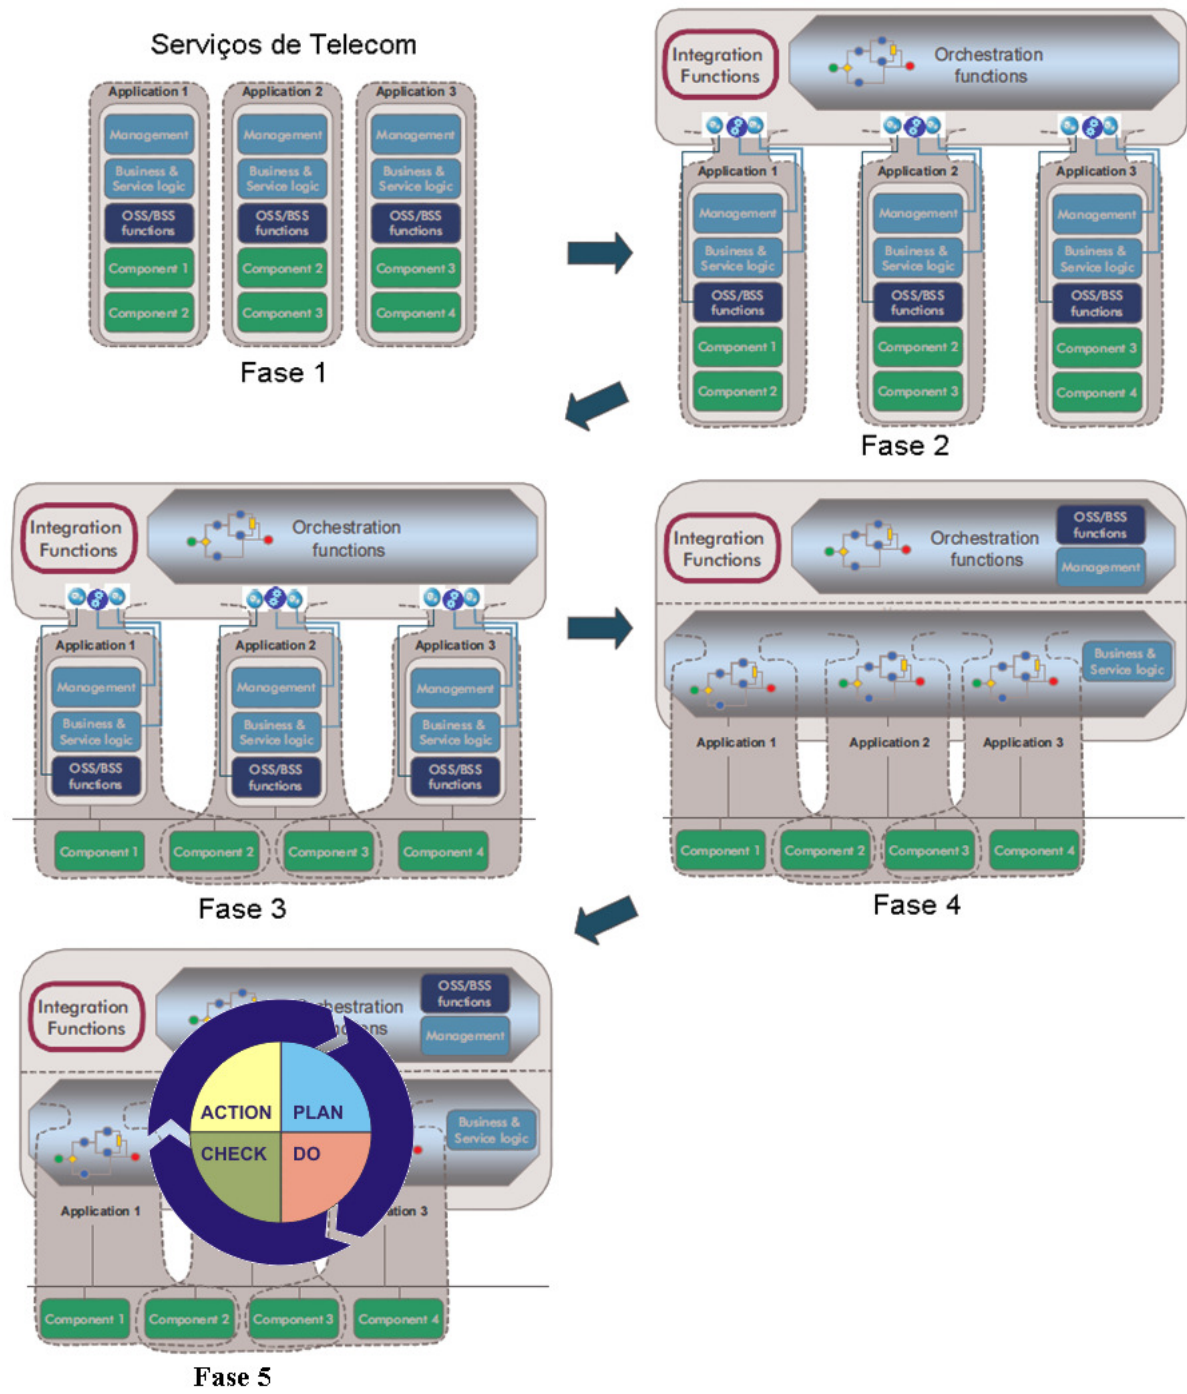 Serviços de Telecom
Application 1
Application 2
Application 3
Management
Management
Management
Business &
Service logic
Business &
Service logic
Business &
Service logic
OSS/BSS
functions
OSS/BSS
functions
OSS/BSS
functions
Component 1
Component 2
Component 3
Component 2
Component 3
Component 4
Fase 1
Integration
Functions
Orchestration
functions
Application 1
Application 2
Application 3
Management
Management
Management
Business &
Service logic
Business &
Service logic
Business &
Service logic
OSS/BSS
functions
OSS/BSS
functions
OSS/BSS
functions
Component 1
Component 2
Component 3
Component 2
Component 3
Component 4
Fase 2
Integration
Functions
Orchestration
functions
Application 1
Application 2
Application 3
Management
Management
Management
Business &
Service logic
Business &
Service logic
Business &
Service logic
OSS/BSS
functions
OSS/BSS
functions
OSS/BSS
functions
Component 1
Component 2
Component 3
Component 4
Fase 3
Integration
Functions
Orchestration
functions
OSS/BSS
functions
Management
Business &
Service logic
Application 1
Application 2
Application 3
Component 1
Component 2
Component 3
Component 4
Fase 4
Integration
Functions
OSS/BSS
functions
Management
ACTION
PLAN
CHECK
DO
Business &
Service logic
Application 1
3
Component 1
Component 2
Component 3
Component 4
Fase 5